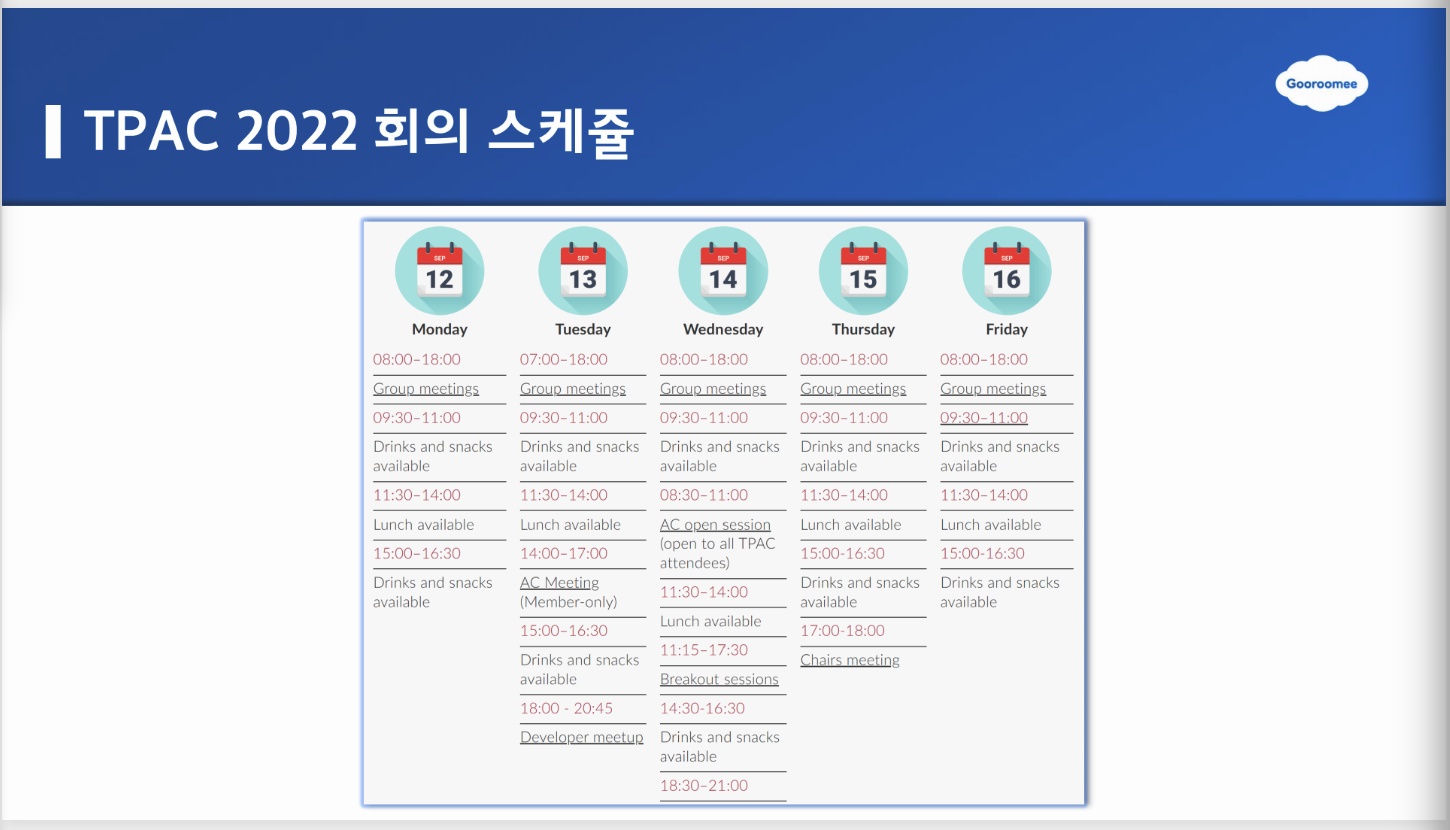 Gooroomee
TPAC 2022 회의 스케쥴
SEP
12
Monday
08:00–18:00
Group meetings
09:30–11:00
Drinks and snacks
available
11:30–14:00
Lunch available
15:00–16:30
Drinks and snacks
available
SEP
13
Tuesday
07:00–18:00
Group meetings
09:30–11:00
Drinks and snacks
available
11:30–14:00
Lunch available
14:00–17:00
AC Meeting
(Member-only)
15:00–16:30
Drinks and snacks
available
18:00 - 20:45
Developer meetup
SEP
14
Wednesday
08:00–18:00
Group meetings
09:30–11:00
Drinks and snacks
available
08:30–11:00
AC open session
(open to all TPAC
attendees)
11:30–14:00
Lunch available
11:15–17:30
Breakout sessions
14:30-16:30
Drinks and snacks
available
18:30–21:00
SEP
15
Thursday
08:00–18:00
Group meetings
09:30–11:00
Drinks and snacks
available
11:30–14:00
Lunch available
15:00-16:30
Drinks and snacks
available
17:00-18:00
Chairs meeting
SEP
16
Friday
08:00–18:00
Group meetings
09:30–11:00
Drinks and snacks
available
11:30–14:00
Lunch available
15:00-16:30
Drinks and snacks
available